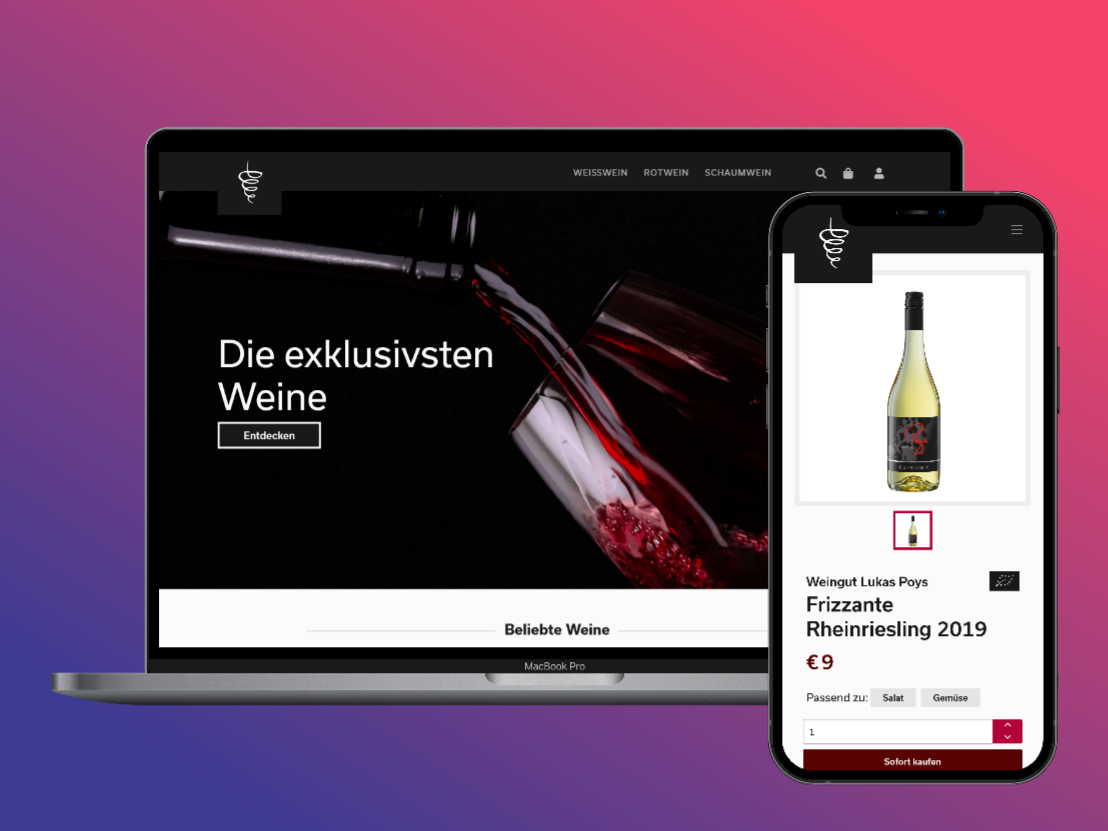 WEISSWEIN ROTWEIN SCHAUMWEIN
Die exklusivsten
Weine
Entdecken
Beliebte Weine
MacBook Pro
Weingut Lukas Poys
Frizzante
Rheinriesling 2019
€ 9
Passend zu: Salat Gemüse
1
Sofort kaufen